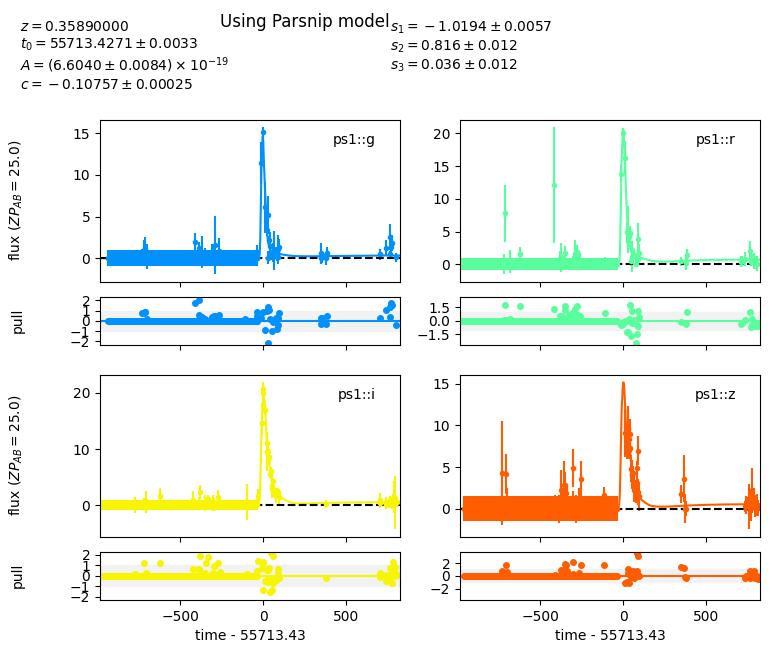 Using Parsnip model
z = 0.35890000
t₀ = 55713.4271 ± 0.0033
A = (6.6040 ± 0.0084) × 10⁻¹⁹
c = −0.10757 ± 0.00025
s₁ = −1.0194 ± 0.0057
s₂ = 0.816 ± 0.012
s₃ = 0.036 ± 0.012
flux (ZP_AB = 25.0)
15
10
5
0
ps1::g
20
15
10
5
0
ps1::r
pull
2
1
0
−1
−2
1.5
0.0
−1.5
flux (ZP_AB = 25.0)
20
10
0
ps1::i
15
10
5
0
ps1::z
pull
2
1
0
−1
−2
2
0
−2
−500 0 500
time - 55713.43
−500 0 500
time - 55713.43